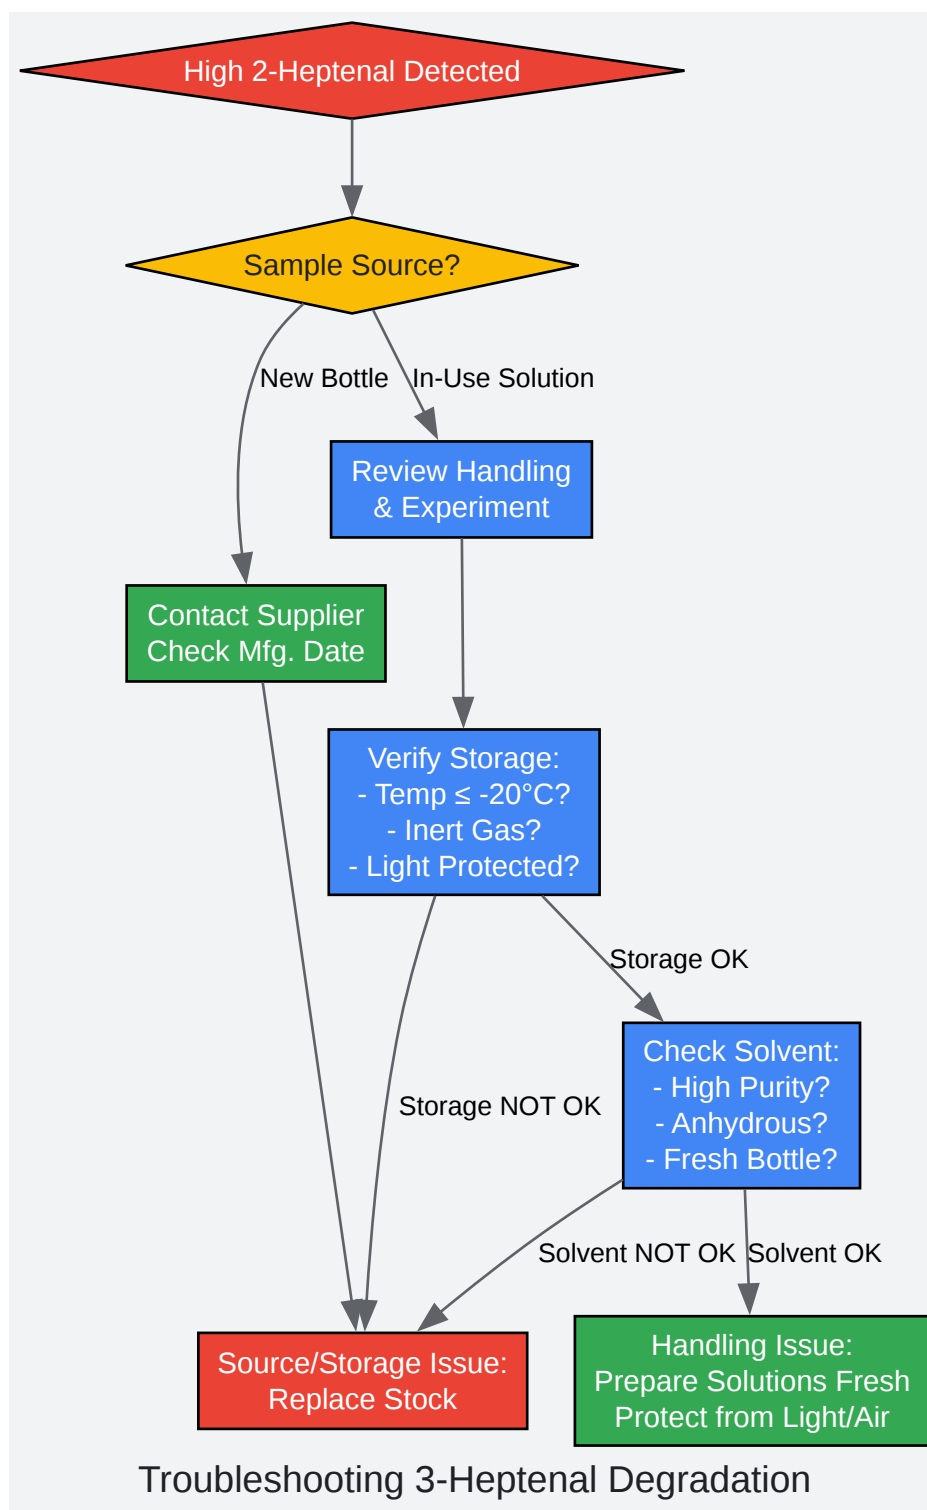 High 2-Heptenal Detected
Sample Source?
New Bottle
In-Use Solution
Review Handling
& Experiment
Contact Supplier
Check Mfg. Date
Verify Storage:
- Temp ≤ -20°C?
- Inert Gas?
- Light Protected?
Storage OK
Check Solvent:
- High Purity?
- Anhydrous?
- Fresh Bottle?
Storage NOT OK
Solvent NOT OK
Solvent OK
Source/Storage Issue:
Replace Stock
Handling Issue:
Prepare Solutions Fresh
Protect from Light/Air
Troubleshooting 3-Heptenal Degradation